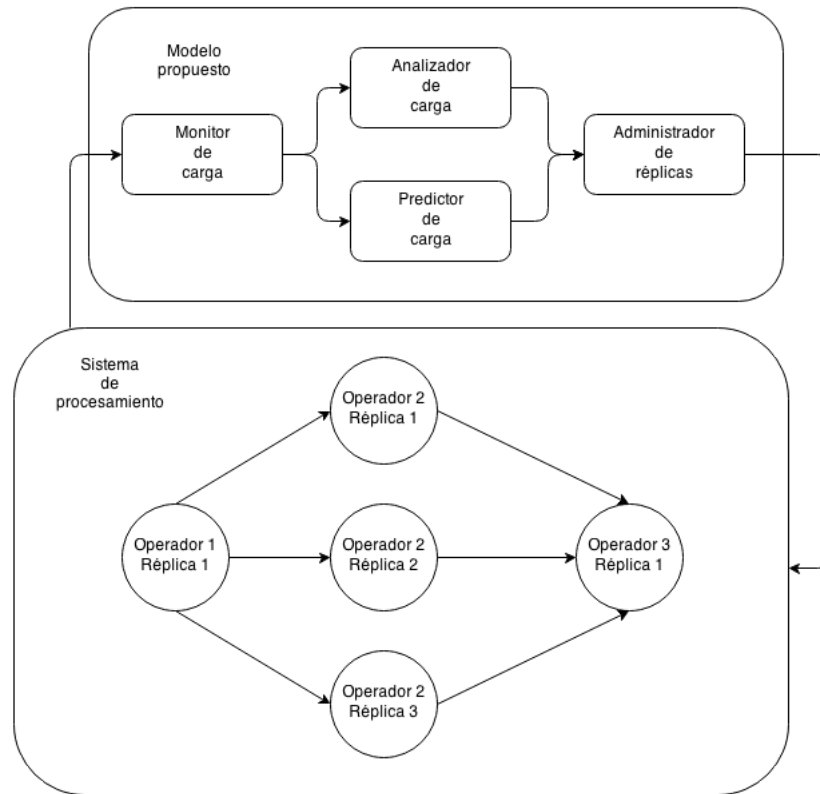 Modelo
propuesto
Monitor
de
carga
Analizador
de
carga
Predictor
de
carga
Administrador
de
réplicas
Sistema
de
procesamiento
Operador 2
Réplica 1
Operador 1
Réplica 1
Operador 2
Réplica 2
Operador 3
Réplica 1
Operador 2
Réplica 3